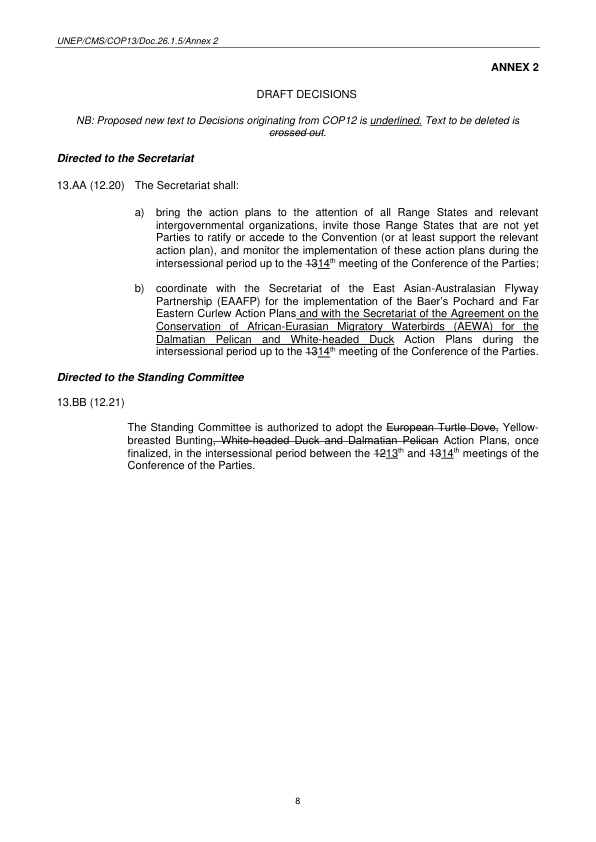 UNEP/CMS/COP13/Doc.26.1.5/Annex 2
ANNEX 2
DRAFT DECISIONS
NB: Proposed new text to Decisions originating from COP12 is underlined. Text to be deleted is
crossed out.
Directed to the Secretariat
13.AA (12.20) The Secretariat shall:
a) bring the action plans to the attention of all Range States and relevant
intergovernmental organizations, invite those Range States that are not yet
Parties to ratify or accede to the Convention (or at least support the relevant
action plan), and monitor the implementation of these action plans during the
intersessional period up to the 1314th meeting of the Conference of the Parties;
b) coordinate with the Secretariat of the East Asian-Australasian Flyway
Partnership (EAAFP) for the implementation of the Baer's Pochard and Far
Eastern Curlew Action Plans and with the Secretariat of the Agreement on the
Conservation of African-Eurasian Migratory Waterbirds (AEWA) for the
Dalmatian Pelican and White-headed Duck Action Plans during the
intersessional period up to the 1314th meeting of the Conference of the Parties.
Directed to the Standing Committee
13.BB (12.21)
The Standing Committee is authorized to adopt the European Turtle Dove, Yellow-
breasted Bunting, White-headed Duck and Dalmatian Pelican Action Plans, once
finalized, in the intersessional period between the 1213th and 1314th meetings of the
Conference of the Parties.
8